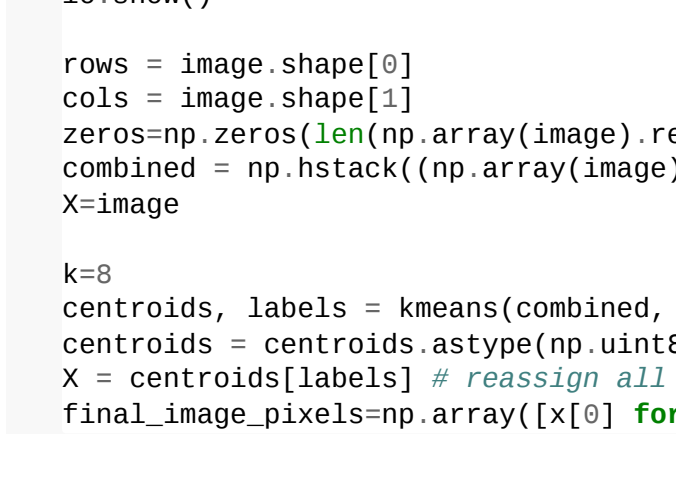 io.show()
rows = image.shape[0]
cols = image.shape[1]
zeros=np.zeros(len(np.array(image).re
combined = np.hstack((np.array(image)
X=image
k=8
centroids, labels = kmeans(combined,
centroids = centroids.astype(np.uint8
X = centroids[labels] # reassign all
final_image_pixels=np.array([x[0] for